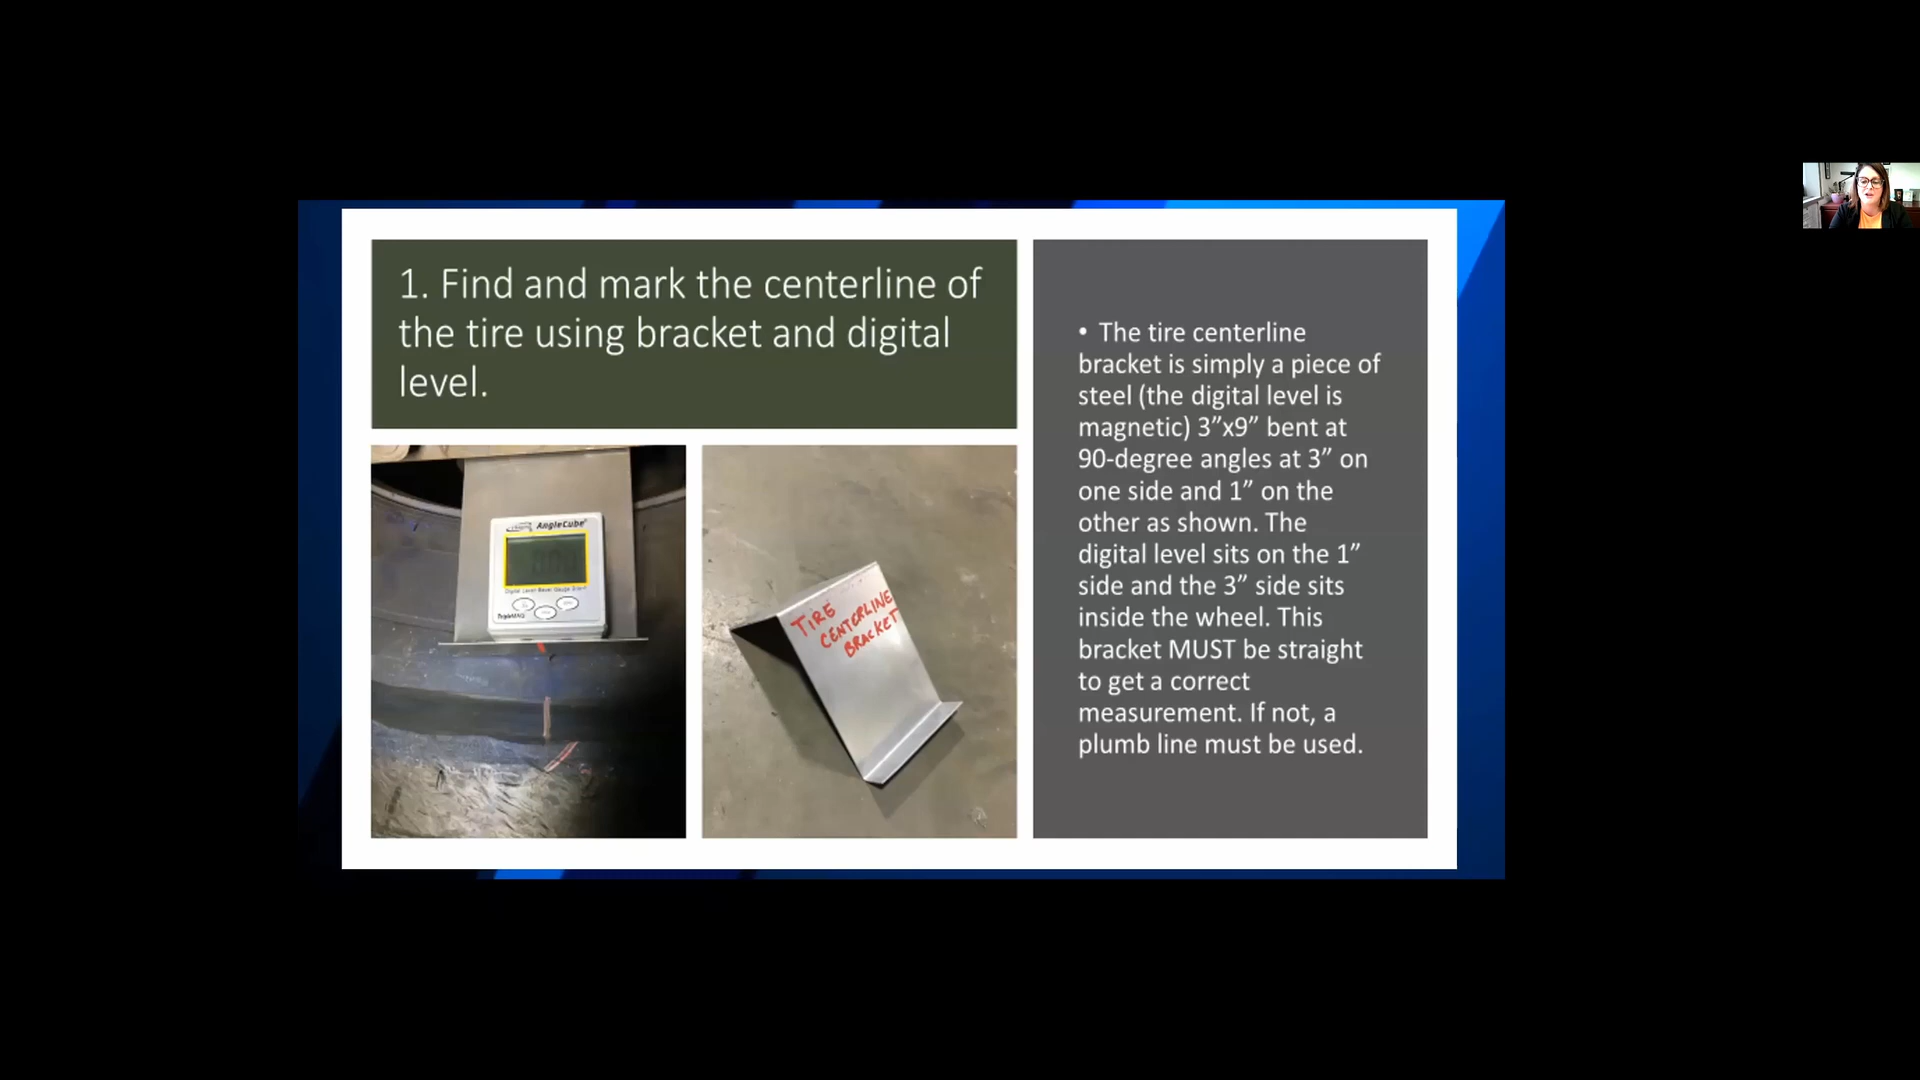 1. Find and mark the centerline of
the tire using bracket and digital
level.
AngleCube
Digital Level Bevel Gauge
TIRE
CENTERLINE
BRACKET
• The tire centerline
bracket is simply a piece of
steel (the digital level is
magnetic) 3”x9” bent at
90-degree angles at 3” on
one side and 1” on the
other as shown. The
digital level sits on the 1”
side and the 3” side sits
inside the wheel. This
bracket MUST be straight
to get a correct
measurement. If not, a
plumb line must be used.